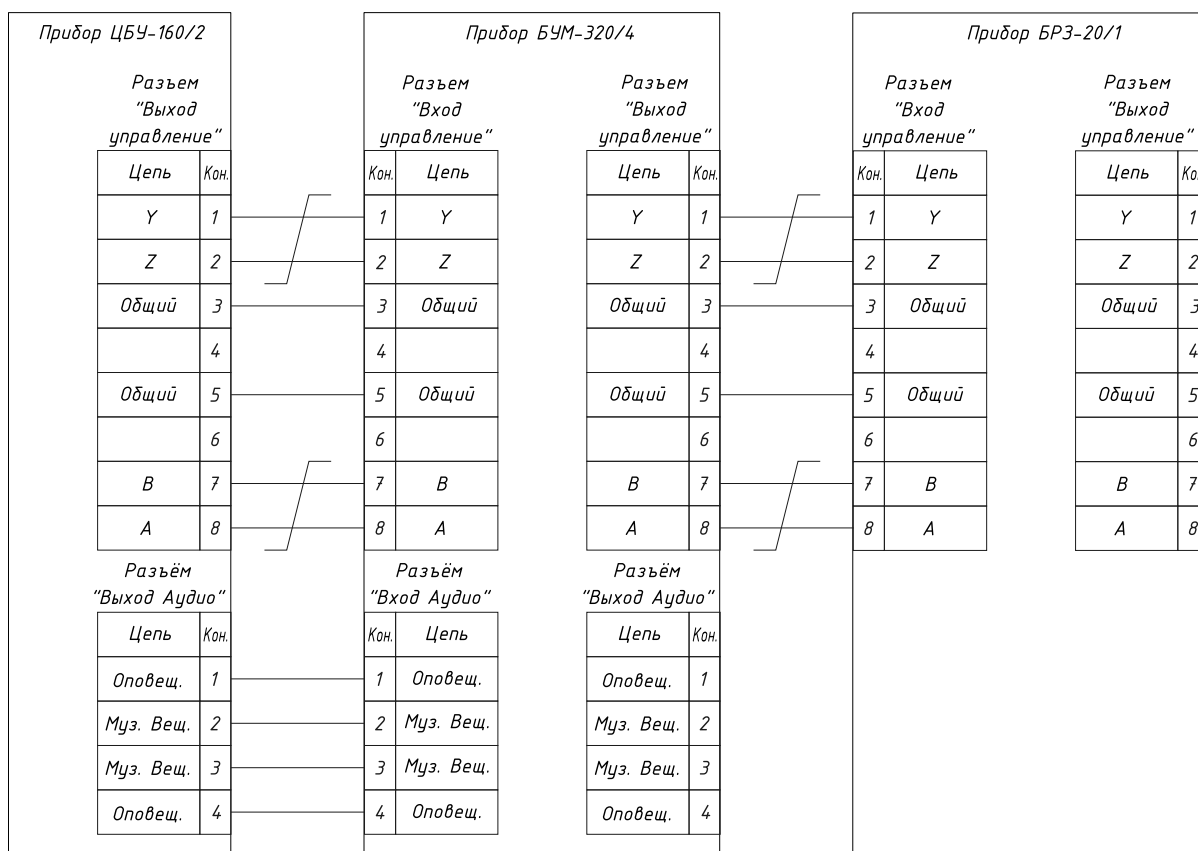 Прибор ЦБУ-160/2
Прибор БУМ-320/4
Прибор БРЗ-20/1
Разъем
"Выход
управление"
Разъем
"Вход
управление"
Разъем
"Выход
управление"
Разъем
"Вход
управление"
Разъем
"Выход
управление"
Цепь Кон. Кон. Цепь Цепь Кон. Кон. Цепь Цепь
Y 1 1 Y Y 1 1 Y Y 1
Z 2 2 Z Z 2 2 Z Z 2
Общий 3 3 Общий Общий 3 3 Общий Общий 3
4 4 4 4 4
Общий 5 5 Общий Общий 5 5 Общий Общий 5
6 6 6 6 6
B 7 7 B B 7 7 B B 7
A 8 8 A A 8 8 A A 8
Разъём
"Выход Аудио"
Разъём
"Вход Аудио"
Разъём
"Выход Аудио"
Цепь Кон. Кон. Цепь Цепь Кон.
Оповещ. 1 1 Оповещ. Оповещ. 1
Муз. Вещ. 2 2 Муз. Вещ. Муз. Вещ. 2
Муз. Вещ. 3 3 Муз. Вещ. Муз. Вещ. 3
Оповещ. 4 4 Оповещ. Оповещ. 4